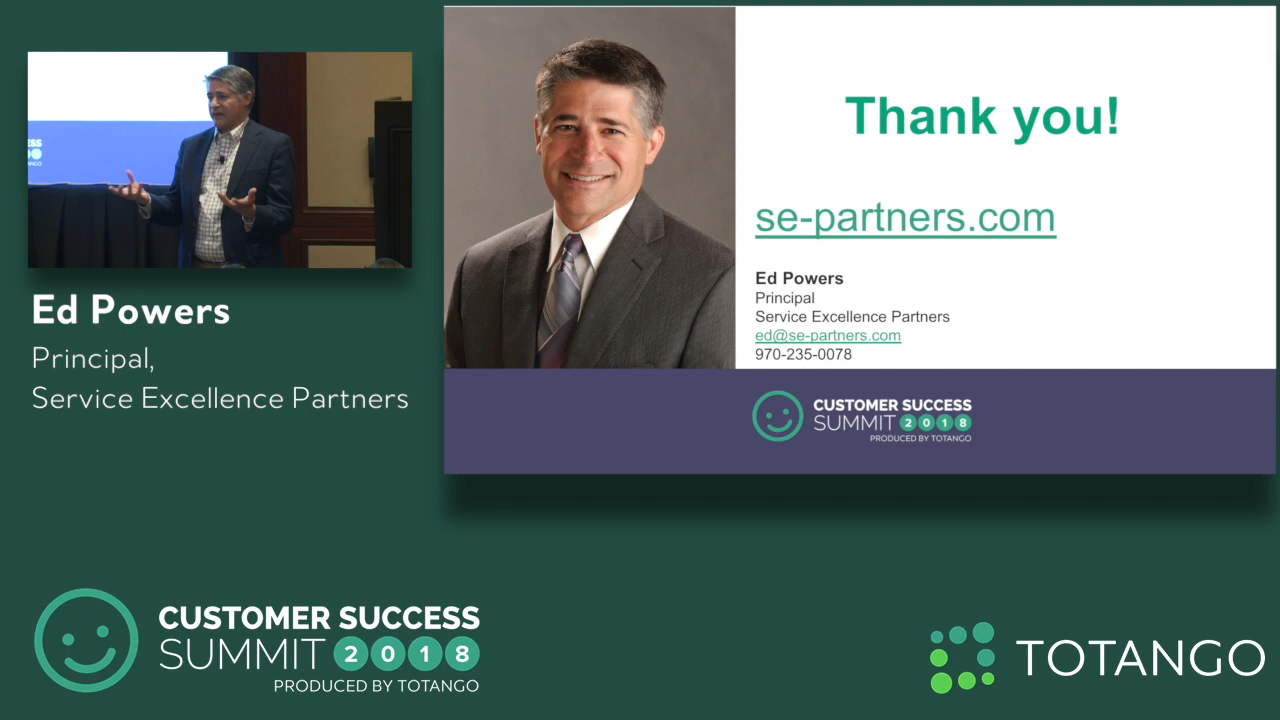 ESS
Ed Powers
Principal,
Service Excellence Partners
Thank you!
se-partners.com
Ed Powers
Principal
Service Excellence Partners
ed@se-partners.com
970-235-0078
CUSTOMER SUCCESS
SUMMIT 2018
PRODUCED BY TOTANGO
CUSTOMER SUCCESS
SUMMIT 2018
PRODUCED BY TOTANGO
TOTANGO